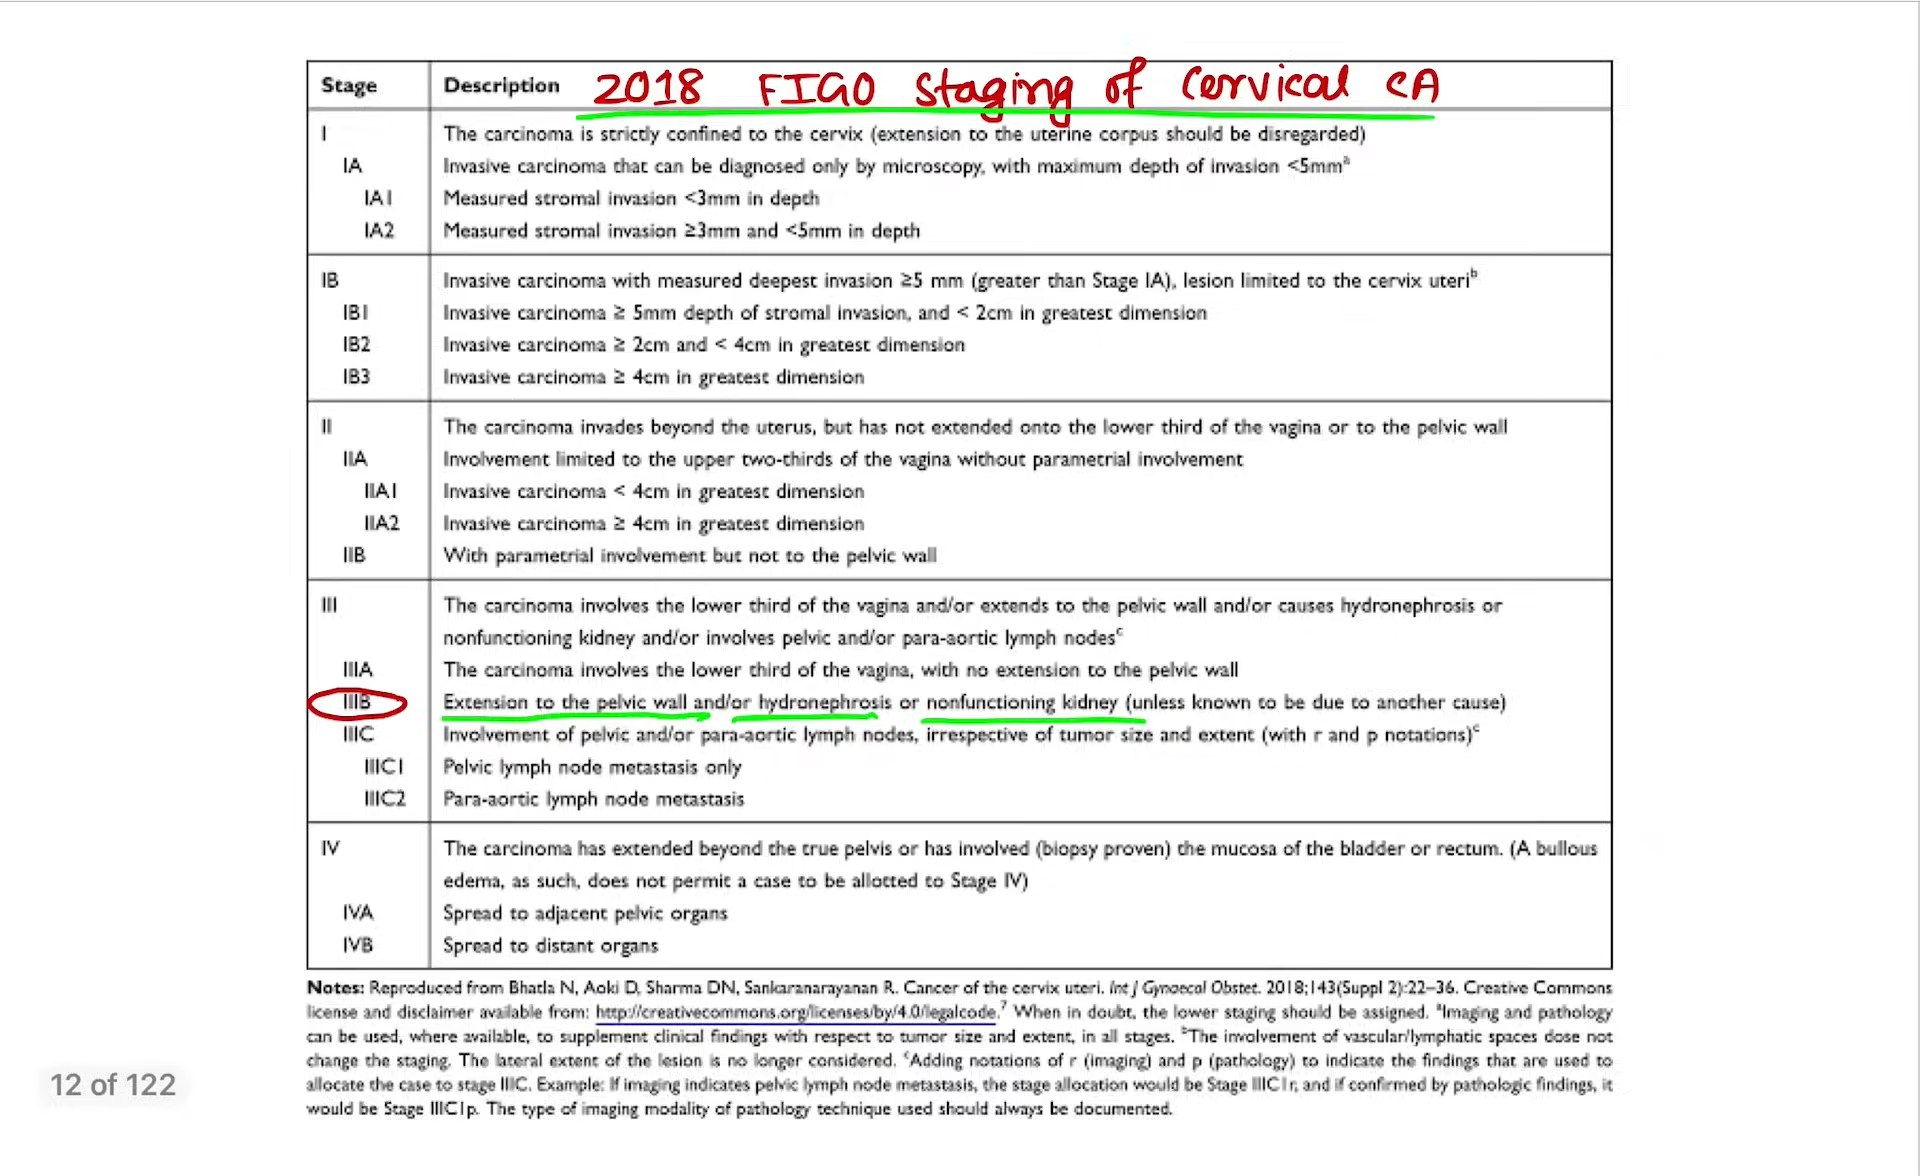 Stage Description 2018 FIGO Staging of Cervical CA
I The carcinoma is strictly confined to the cervix (extension to the uterine corpus should be disregarded)
IA Invasive carcinoma that can be diagnosed only by microscopy, with maximum depth of invasion <5mmᵃ
IA1 Measured stromal invasion <3mm in depth
IA2 Measured stromal invasion ≥3mm and <5mm in depth
IB Invasive carcinoma with measured deepest invasion ≥5 mm (greater than Stage IA), lesion limited to the cervix uteriᵇ
IB1 Invasive carcinoma ≥ 5mm depth of stromal invasion, and < 2cm in greatest dimension
IB2 Invasive carcinoma ≥ 2cm and < 4cm in greatest dimension
IB3 Invasive carcinoma ≥ 4cm in greatest dimension
II The carcinoma invades beyond the uterus, but has not extended onto the lower third of the vagina or to the pelvic wall
IIA Involvement limited to the upper two-thirds of the vagina without parametrial involvement
IIA1 Invasive carcinoma < 4cm in greatest dimension
IIA2 Invasive carcinoma ≥ 4cm in greatest dimension
IIB With parametrial involvement but not to the pelvic wall
III The carcinoma involves the lower third of the vagina and/or extends to the pelvic wall and/or causes hydronephrosis or
nonfunctioning kidney and/or involves pelvic and/or para-aortic lymph nodesᶜ
IIIA The carcinoma involves the lower third of the vagina, with no extension to the pelvic wall
IIIB Extension to the pelvic wall and/or hydronephrosis or nonfunctioning kidney (unless known to be due to another cause)
IIIC Involvement of pelvic and/or para-aortic lymph nodes, irrespective of tumor size and extent (with r and p notations)ᶜ
IIIC1 Pelvic lymph node metastasis only
IIIC2 Para-aortic lymph node metastasis
IV The carcinoma has extended beyond the true pelvis or has involved (biopsy proven) the mucosa of the bladder or rectum. (A bullous
edema, as such, does not permit a case to be allotted to Stage IV)
IVA Spread to adjacent pelvic organs
IVB Spread to distant organs
Notes: Reproduced from Bhatla N, Aoki D, Sharma DN, Sankaranarayanan R. Cancer of the cervix uteri. Int J Gynaecol Obstet. 2018;143(Suppl 2):22–36. Creative Commons
license and disclaimer available from: http://creativecommons.org/licenses/by/4.0/legalcode.⁷ When in doubt, the lower staging should be assigned. ᵃImaging and pathology
can be used, where available, to supplement clinical findings with respect to tumor size and extent, in all stages. ᵇThe involvement of vascular/lymphatic spaces dose not
change the staging. The lateral extent of the lesion is no longer considered. ᶜAdding notations of r (imaging) and p (pathology) to indicate the findings that are used to
allocate the case to stage IIIC. Example: If imaging indicates pelvic lymph node metastasis, the stage allocation would be Stage IIIC1r, and if confirmed by pathologic findings, it
would be Stage IIIC1p. The type of imaging modality of pathology technique used should always be documented.
12 of 122